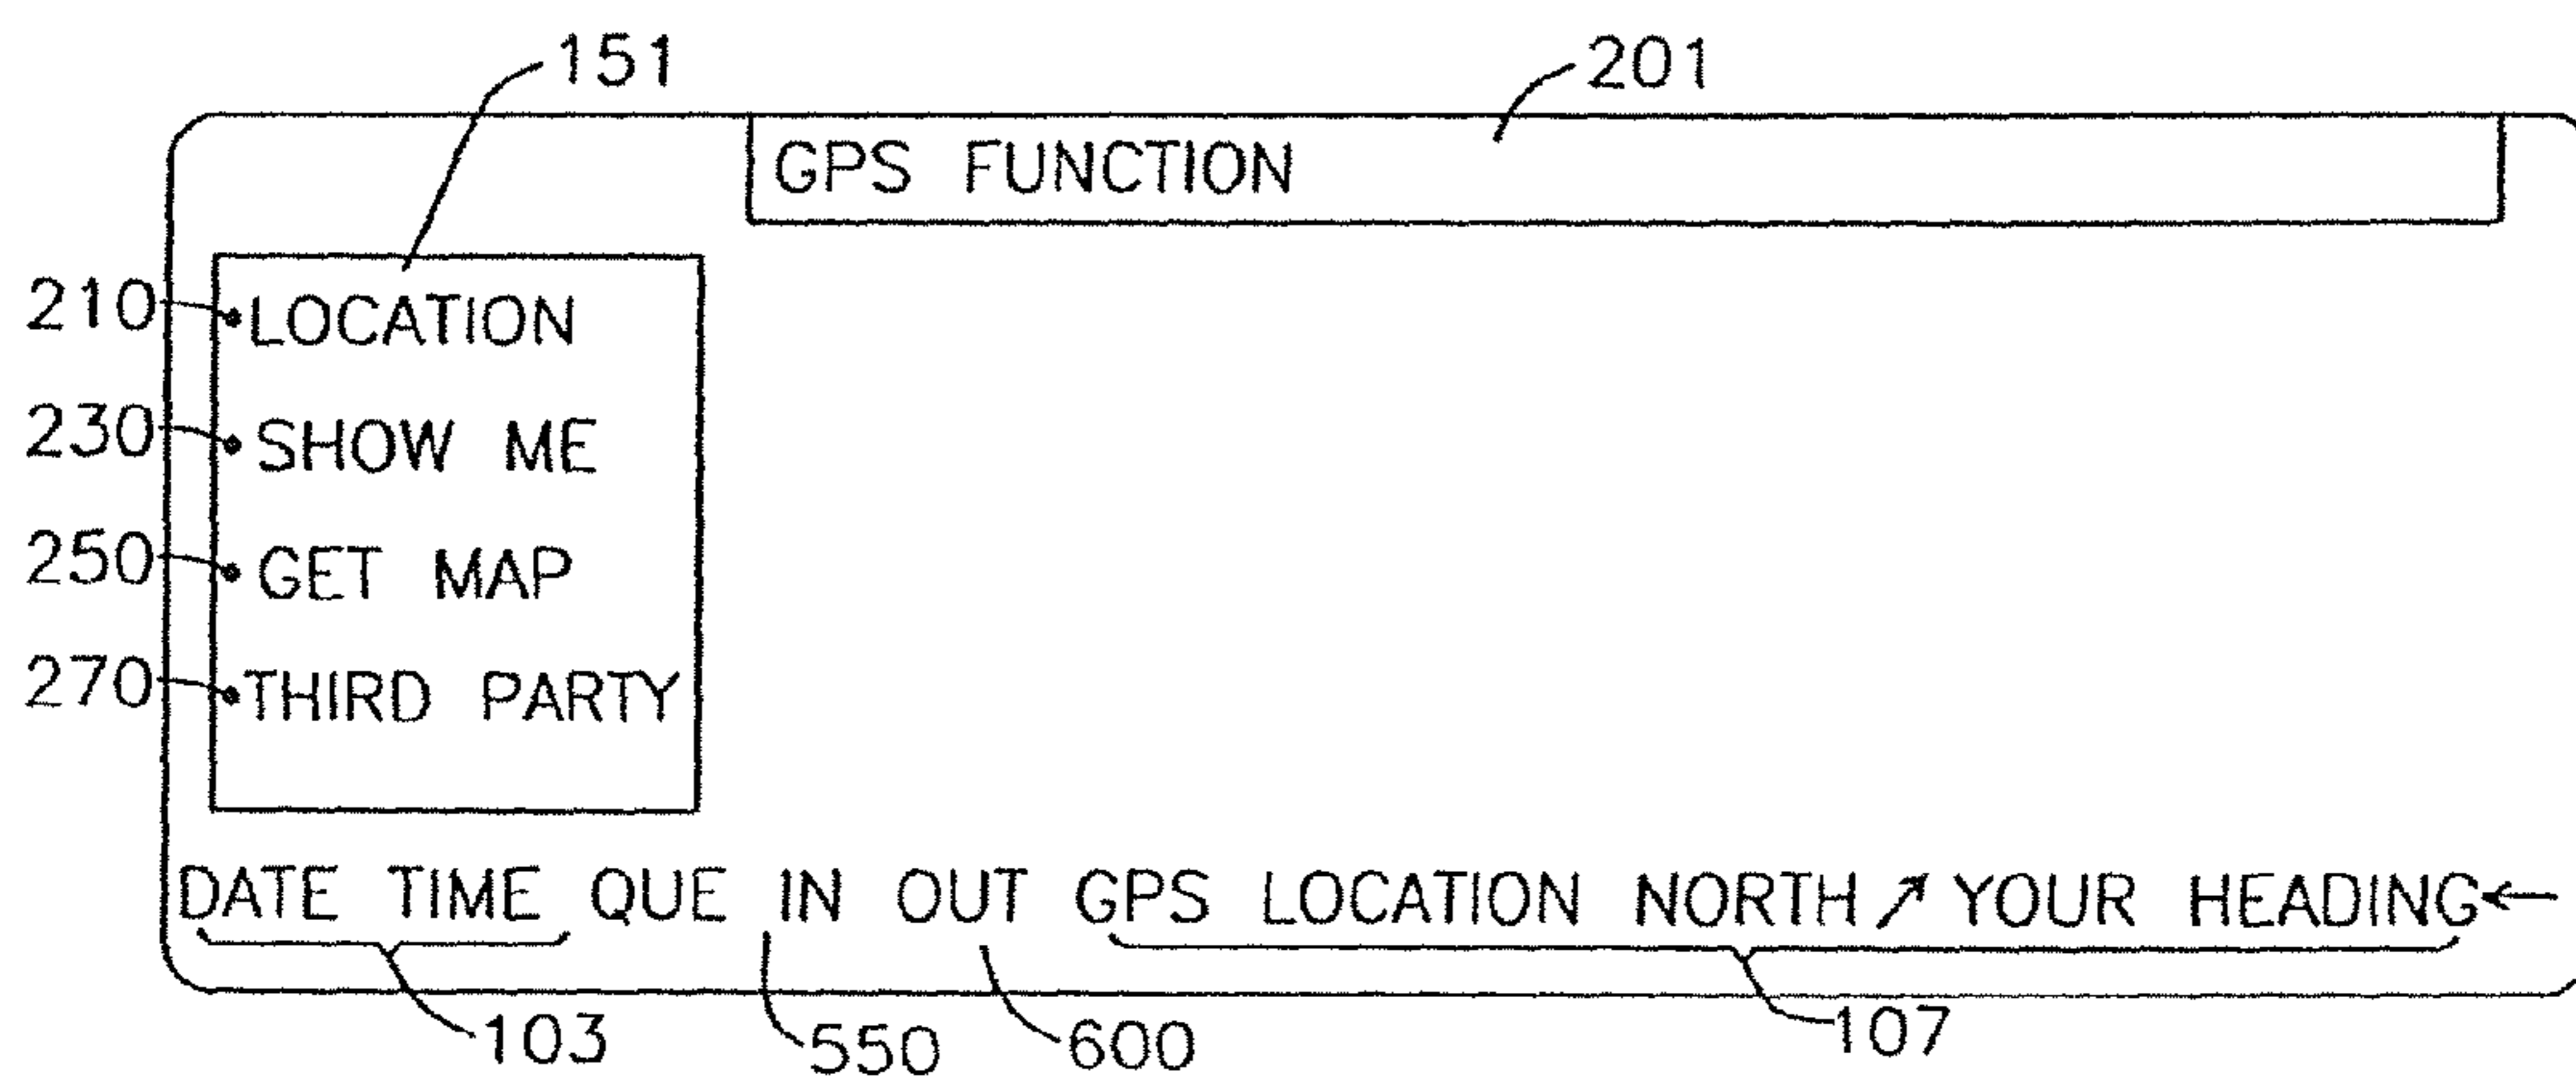 151
201
GPS FUNCTION
210 LOCATION
230 SHOW ME
250 GET MAP
270 THIRD PARTY
DATE TIME QUE IN OUT GPS LOCATION NORTH ↗ YOUR HEADING ←
103
550
600
107